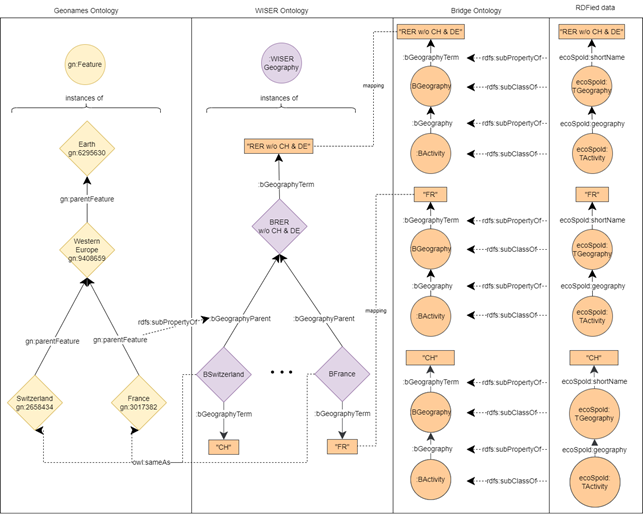 Geonames Ontology
gn:Feature
instances of
Earth
gn:6295630
gn:parentFeature
Western
Europe
gn:9408659
gn:parentFeature
gn:parentFeature
Switzerland
gn:2658434
France
gn:3017382
rdfs:subPropertyOf
owl:sameAs
WISER Ontology
:WISER
Geography
instances of
"RER w/o CH & DE"
:bGeographyTerm
BRER
w/o CH & DE
:bGeographyParent
:bGeographyParent
BSwitzerland
BFrance
:bGeographyTerm
:bGeographyTerm
"CH"
"FR"
mapping
mapping
Bridge Ontology
"RER w/o CH & DE"
:bGeographyTerm
:BGeography
:bGeography
:BActivity
rdfs:subPropertyOf
rdfs:subClassOf
rdfs:subPropertyOf
rdfs:subClassOf
"FR"
:bGeographyTerm
:BGeography
:bGeography
:BActivity
rdfs:subPropertyOf
rdfs:subClassOf
rdfs:subPropertyOf
rdfs:subClassOf
"CH"
:bGeographyTerm
:BGeography
:bGeography
:BActivity
rdfs:subPropertyOf
rdfs:subClassOf
rdfs:subPropertyOf
rdfs:subClassOf
RDFied data
"RER w/o CH & DE"
ecoSpold:shortName
ecoSpold:
TGeography
ecoSpold:geography
ecoSpold:
TActivity
"FR"
ecoSpold:shortName
ecoSpold:
TGeography
ecoSpold:geography
ecoSpold:
TActivity
"CH"
ecoSpold:shortName
ecoSpold:
TGeography
ecoSpold:geography
ecoSpold:
TActivity